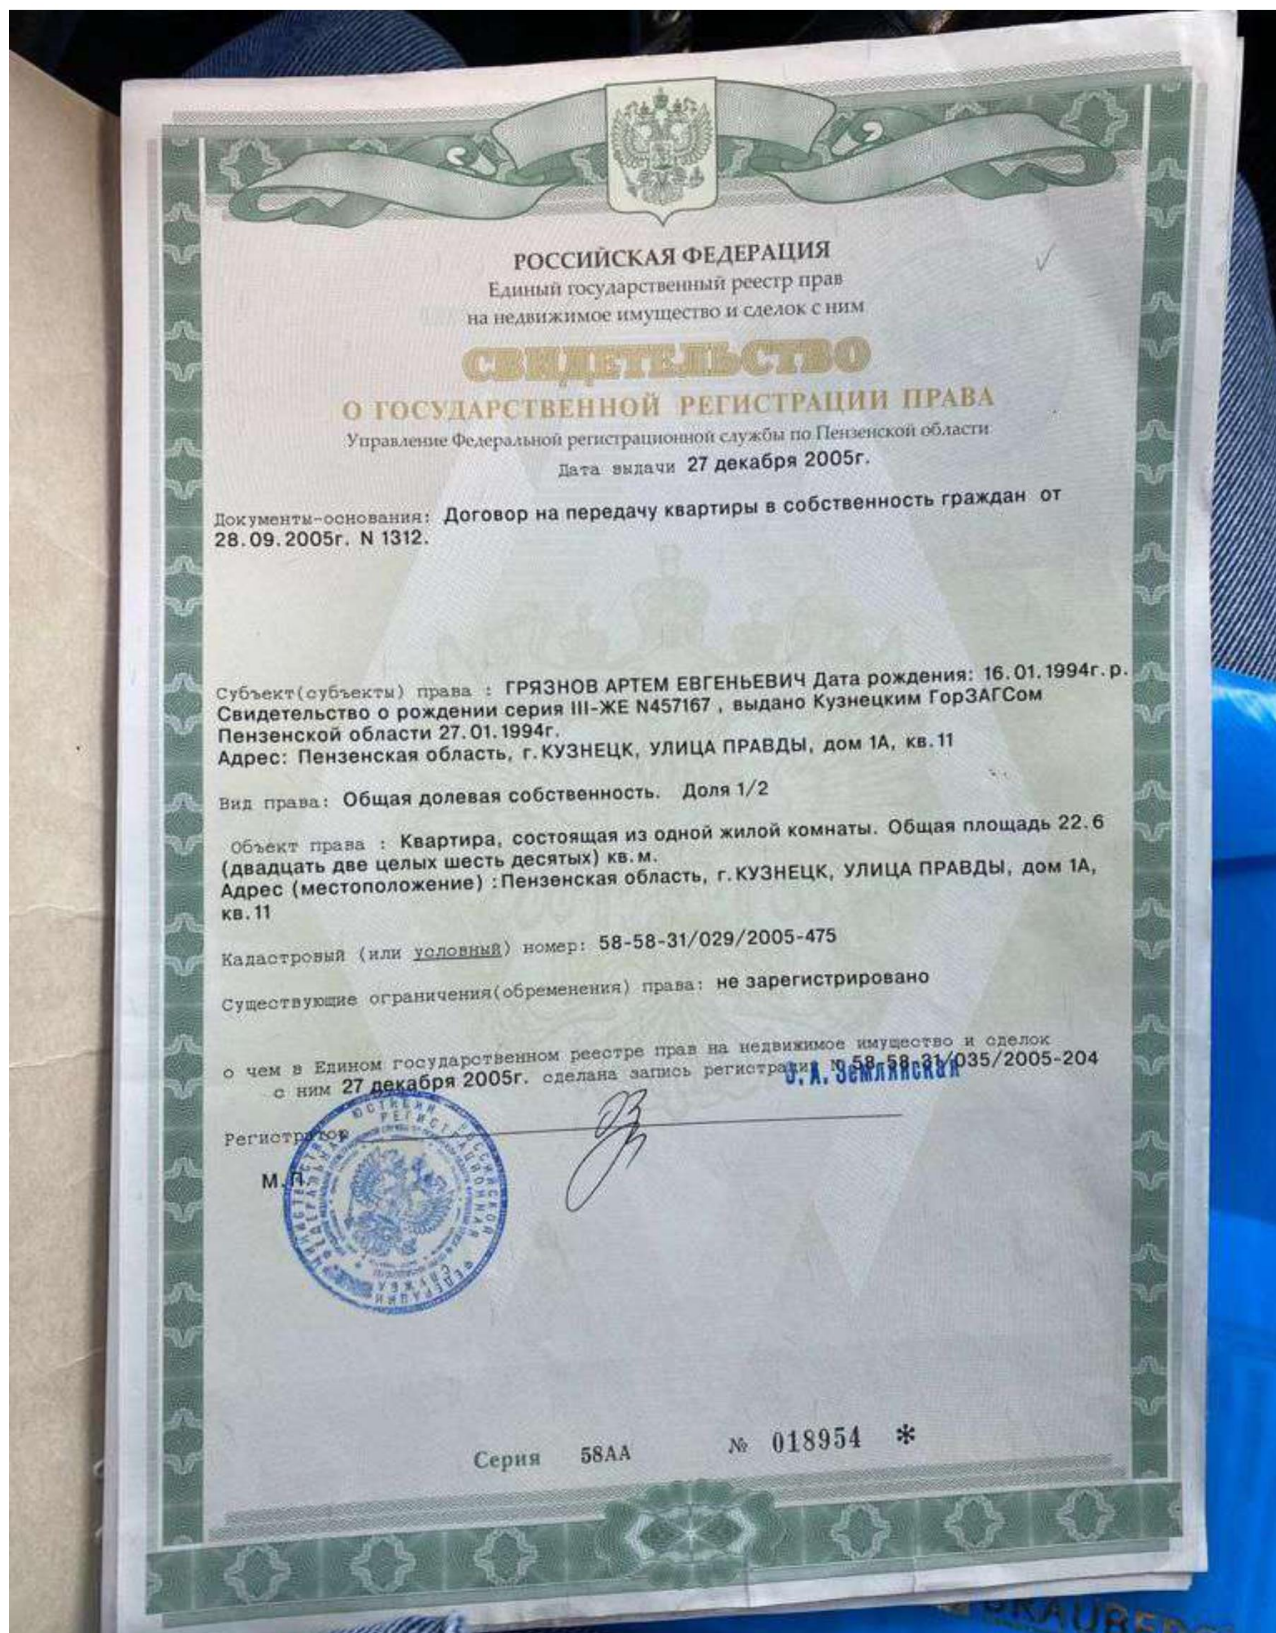 РОССИЙСКАЯ ФЕДЕРАЦИЯ
Единый государственный реестр прав
на недвижимое имущество и сделок с ним
СВИДЕТЕЛЬСТВО
О ГОСУДАРСТВЕННОЙ РЕГИСТРАЦИИ ПРАВА
Управление Федеральной регистрационной службы по Пензенской области
Дата выдачи 27 декабря 2005г.
Документы-основания: Договор на передачу квартиры в собственность граждан от
28.09.2005г. N 1312.
Субъект(субъекты) права : ГРЯЗНОВ АРТЕМ ЕВГЕНЬЕВИЧ Дата рождения: 16.01.1994г.р.
Свидетельство о рождении серия III-ЖЕ N457167 , выдано Кузнецким ГорЗАГСом
Пензенской области 27.01.1994г.
Адрес: Пензенская область, г.КУЗНЕЦК, УЛИЦА ПРАВДЫ, дом 1А, кв.11
Вид права: Общая долевая собственность. Доля 1/2
Объект права : Квартира, состоящая из одной жилой комнаты. Общая площадь 22.6
(двадцать две целых шесть десятых) кв.м.
Адрес (местоположение) :Пензенская область, г.КУЗНЕЦК, УЛИЦА ПРАВДЫ, дом 1А,
кв.11
Кадастровый (или условный) номер: 58-58-31/029/2005-475
Существующие ограничения(обременения) права: не зарегистрировано
о чем в Едином государственном реестре прав на недвижимое имущество и сделок
с ним 27 декабря 2005г. сделана запись регистрации N 58-58-31/035/2005-204
О.А. Землянская
Регистратор
М.П.
МИНИСТЕРСТВО ЮСТИЦИИ РОССИЙСКОЙ ФЕДЕРАЦИИ
ФЕДЕРАЛЬНАЯ РЕГИСТРАЦИОННАЯ СЛУЖБА
Серия 58АА № 018954 *
BRAUBERG